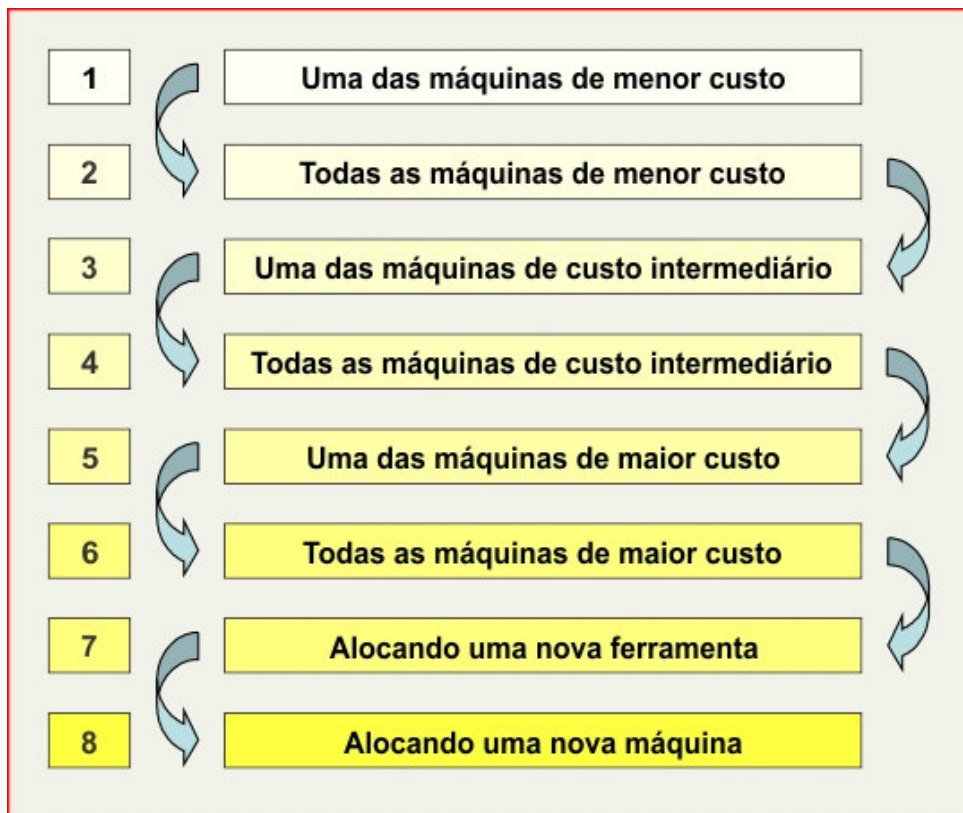 1 Uma das máquinas de menor custo
2 Todas as máquinas de menor custo
3 Uma das máquinas de custo intermediário
4 Todas as máquinas de custo intermediário
5 Uma das máquinas de maior custo
6 Todas as máquinas de maior custo
7 Alocando uma nova ferramenta
8 Alocando uma nova máquina